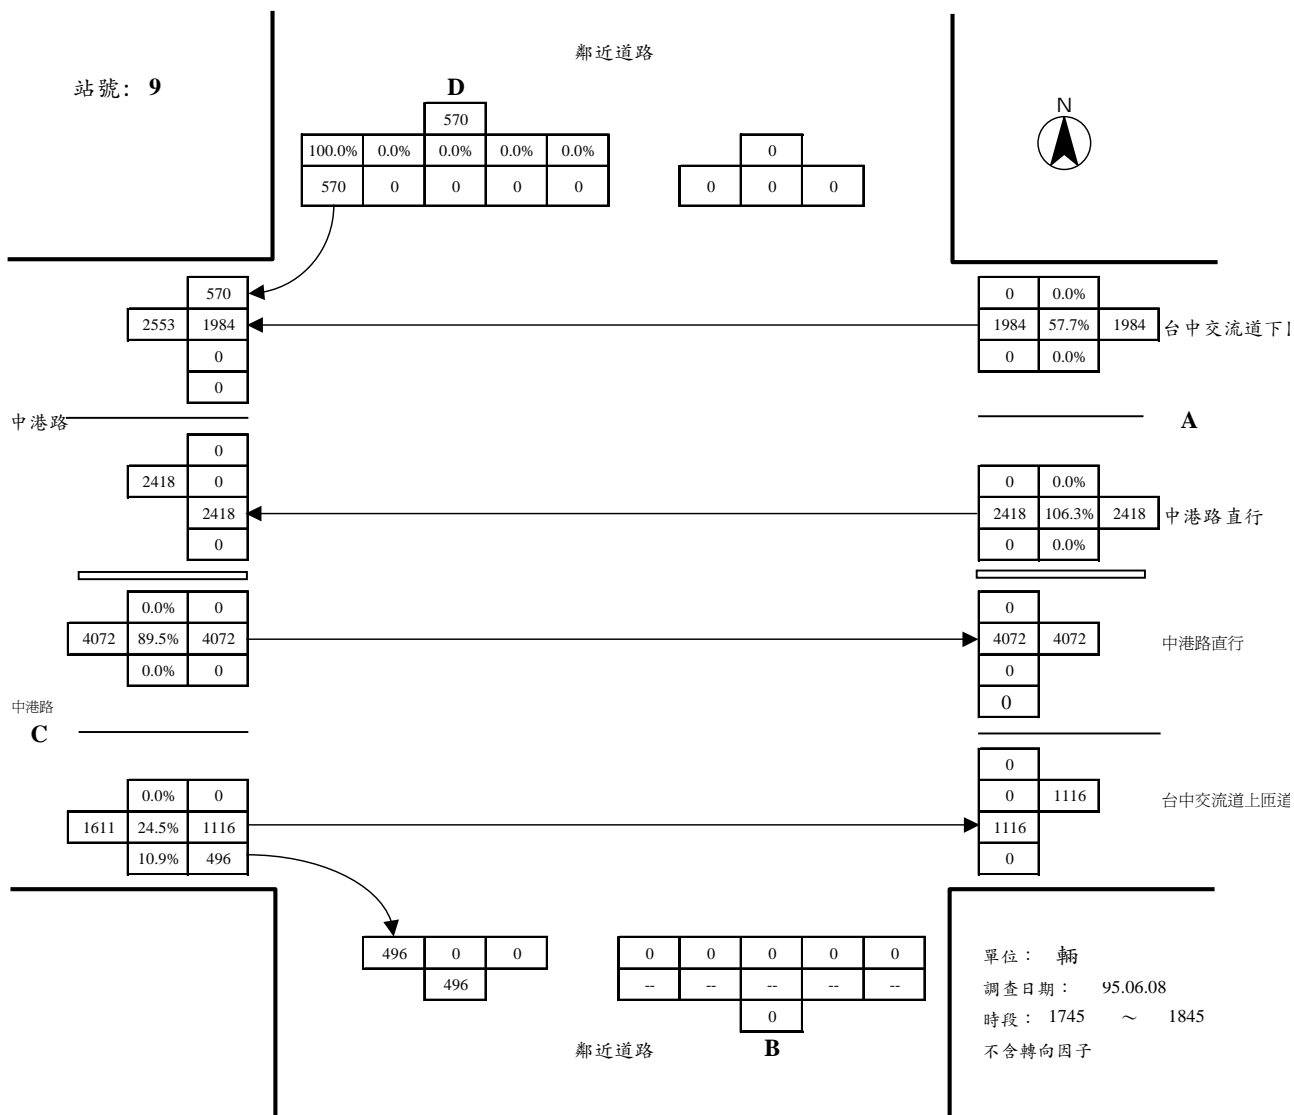 鄰近道路
站號： 9
D
N
570
100.0% 0.0% 0.0% 0.0% 0.0%
0
570 0 0 0 0
0 0 0
570
0 0.0%
2553 1984
1984 57.7% 1984 台中交流道下
0
0 0.0%
0
中港路
A
0
2418 0
0 0.0%
2418
2418 106.3% 2418 中港路直行
0
0 0.0%
0.0% 0
0
4072 89.5% 4072
4072 4072 中港路直行
0.0% 0
0
0
中港路
C
0
0.0% 0
0 1116 台中交流道上匝道
1611 24.5% 1116
1116
10.9% 496
0
496 0 0
496
0 0 0 0 0
-- -- -- -- --
0
鄰近道路
B
單位： 輛
調查日期： 95.06.08
時段： 1745 ～ 1845
不含轉向因子